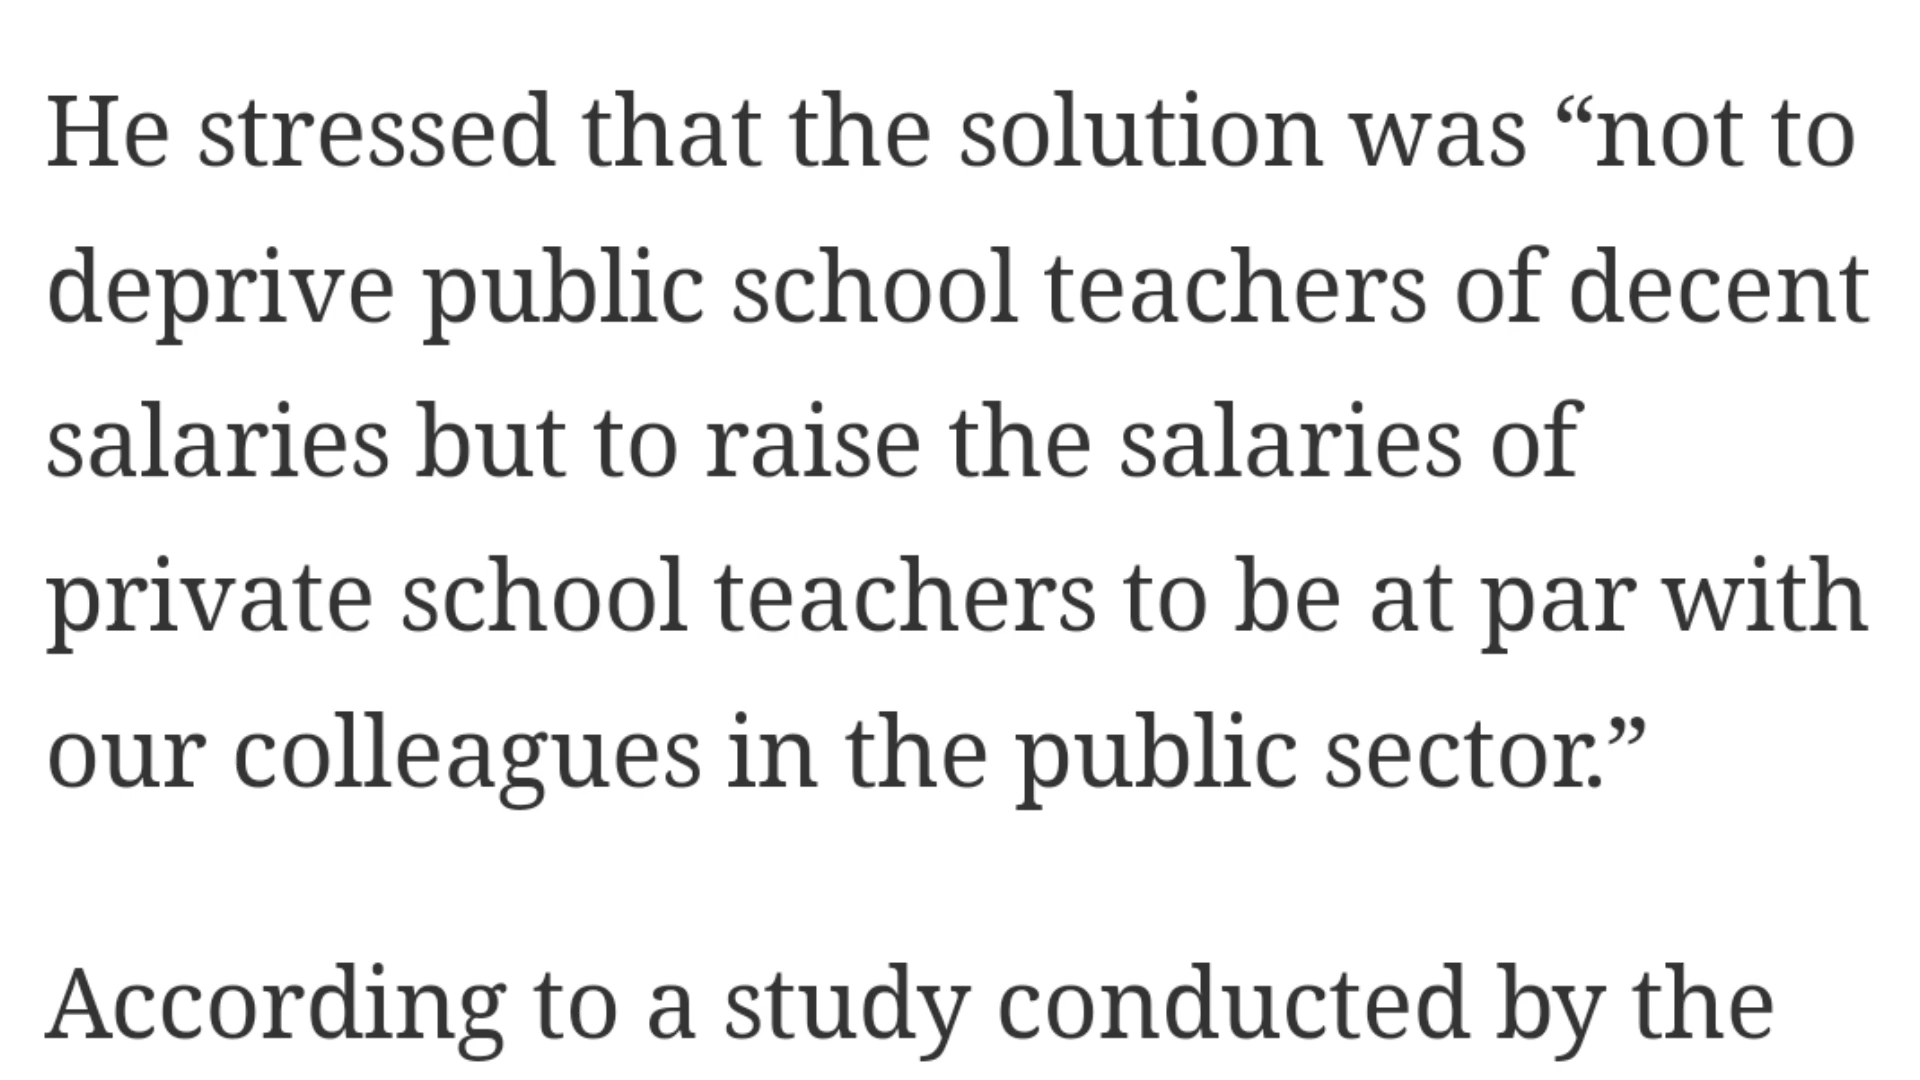 He stressed that the solution was “not to
deprive public school teachers of decent
salaries but to raise the salaries of
private school teachers to be at par with
our colleagues in the public sector.”
According to a study conducted by the